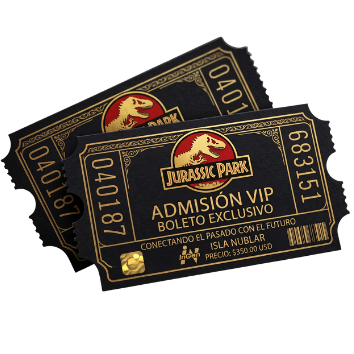 040187
JURASSIC PARK
040187
JURASSIC PARK
683151
ADMISIÓN VIP
BOLETO EXCLUSIVO
CONECTANDO EL PASADO CON EL FUTURO
InGen
ISLA NUBLAR
PRECIO: $350.00 USD